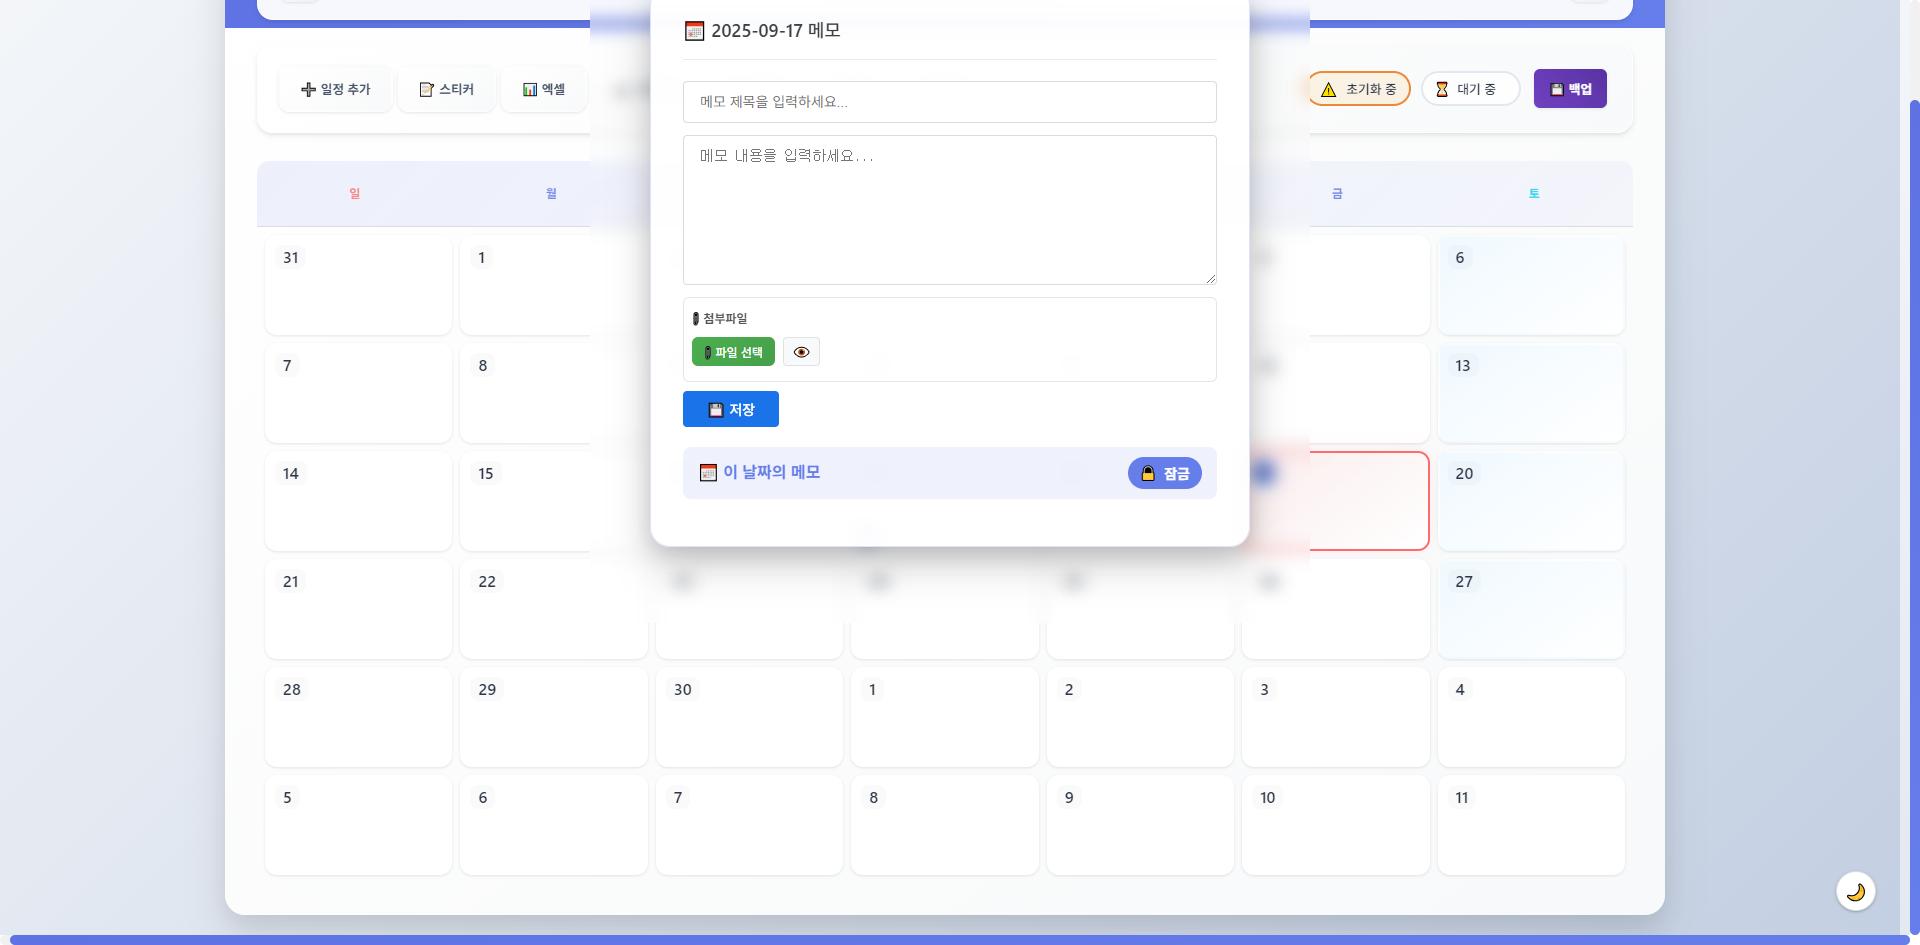 2025-09-17 메모
메모 제목을 입력하세요...
메모 내용을 입력하세요...
첨부파일
파일 선택
저장
이 날짜의 메모
잠금
일정 추가
스티커
엑셀
초기화 중
대기 중
백업
일 월 금 토
31 1 6
7 8 13
14 15 20
21 22 27
28 29 30 1 2 3 4
5 6 7 8 9 10 11